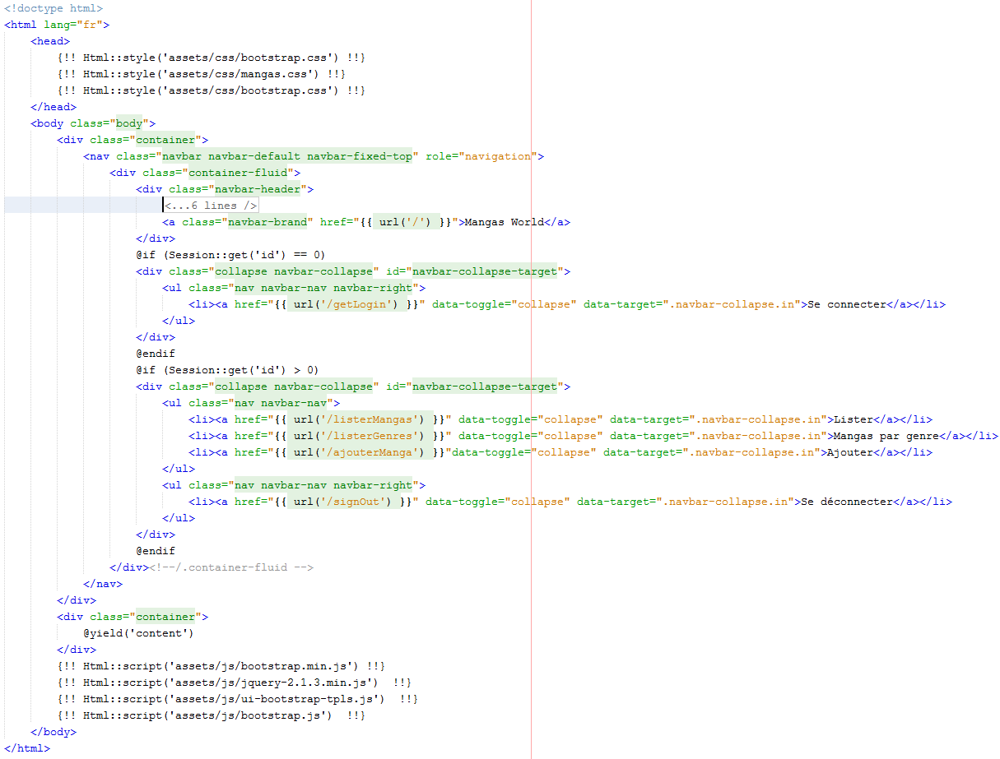 <!doctype html>
<html lang="fr">
    <head>
        {!! Html::style('assets/css/bootstrap.css') !!}
        {!! Html::style('assets/css/mangas.css') !!}
        {!! Html::style('assets/css/bootstrap.css') !!}
    </head>
    <body class="body">
        <div class="container">
            <nav class="navbar navbar-default navbar-fixed-top" role="navigation">
                <div class="container-fluid">
                    <div class="navbar-header">
                        <...6 lines />
                        <a class="navbar-brand" href="{{ url('/') }}">Mangas World</a>
                    </div>
                    @if (Session::get('id') == 0)
                    <div class="collapse navbar-collapse" id="navbar-collapse-target">
                        <ul class="nav navbar-nav navbar-right">
                            <li><a href="{{ url('/getLogin') }}" data-toggle="collapse" data-target=".navbar-collapse.in">Se connecter</a></li>
                        </ul>
                    </div>
                    @endif
                    @if (Session::get('id') > 0)
                    <div class="collapse navbar-collapse" id="navbar-collapse-target">
                        <ul class="nav navbar-nav">
                            <li><a href="{{ url('/listerMangas') }}" data-toggle="collapse" data-target=".navbar-collapse.in">Lister</a></li>
                            <li><a href="{{ url('/listerGenres') }}" data-toggle="collapse" data-target=".navbar-collapse.in">Mangas par genre</a></li>
                            <li><a href="{{ url('/ajouterManga') }}"data-toggle="collapse" data-target=".navbar-collapse.in">Ajouter</a></li>
                        </ul>
                        <ul class="nav navbar-nav navbar-right">
                            <li><a href="{{ url('/signOut') }}" data-toggle="collapse" data-target=".navbar-collapse.in">Se déconnecter</a></li>
                        </ul>
                    </div>
                    @endif
                </div><!--/.container-fluid -->
            </nav>
        </div>
        <div class="container">
            @yield('content')
        </div>
        {!! Html::script('assets/js/bootstrap.min.js') !!}
        {!! Html::script('assets/js/jquery-2.1.3.min.js')  !!}
        {!! Html::script('assets/js/ui-bootstrap-tpls.js')  !!}
        {!! Html::script('assets/js/bootstrap.js')  !!}
    </body>
</html>